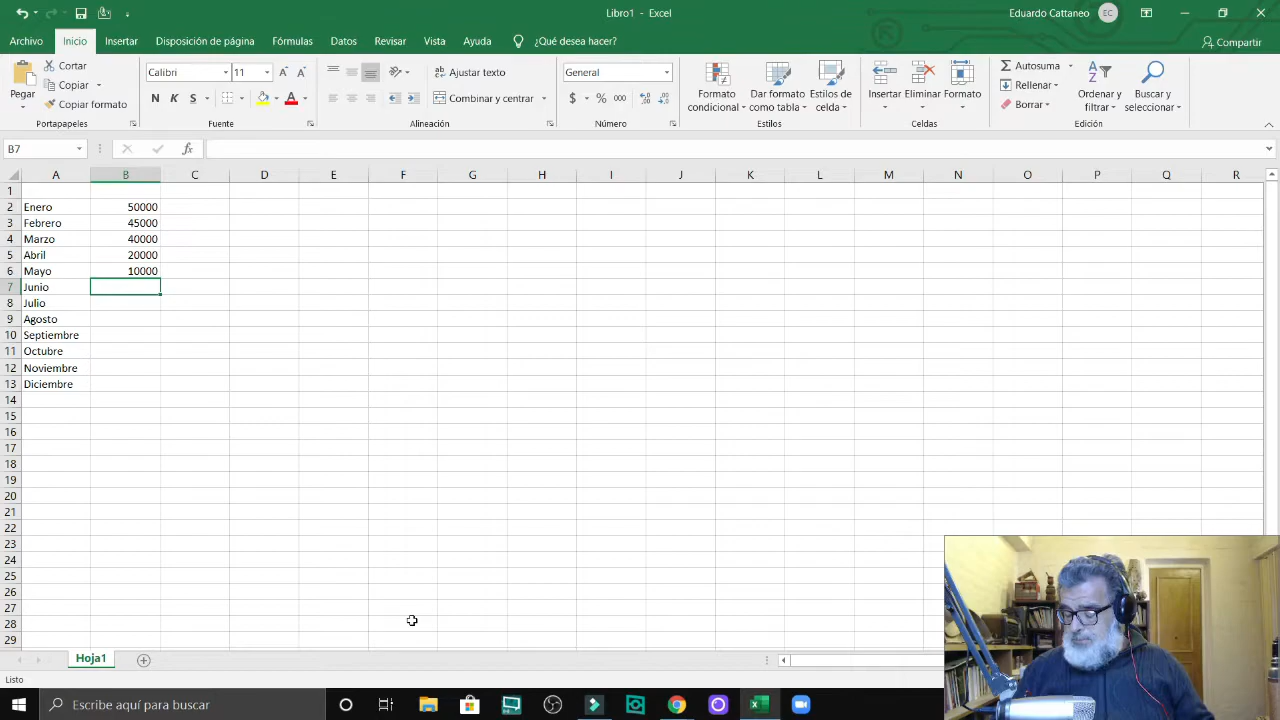 Libro1 - Excel
Eduardo Cattaneo EC
Archivo Inicio Insertar Disposición de página Fórmulas Datos Revisar Vista Ayuda ¿Qué desea hacer? Compartir
Pegar
Cortar
Copiar
Copiar formato
Portapapeles
Calibri 11
N K S
Fuente
Ajustar texto
Combinar y centrar
Alineación
General
$ % 000
Número
Formato condicional
Dar formato como tabla
Estilos de celda
Estilos
Insertar Eliminar Formato
Celdas
Autosuma
Rellenar
Borrar
Ordenar y filtrar
Buscar y seleccionar
Edición
B7 fx
A B C D E F G H I J K L M N O P Q R
1
2 Enero 50000
3 Febrero 45000
4 Marzo 40000
5 Abril 20000
6 Mayo 10000
7 Junio
8 Julio
9 Agosto
10 Septiembre
11 Octubre
12 Noviembre
13 Diciembre
14
15
16
17
18
19
20
21
22
23
24
25
26
27
28
29
Hoja1
Listo
Escribe aquí para buscar